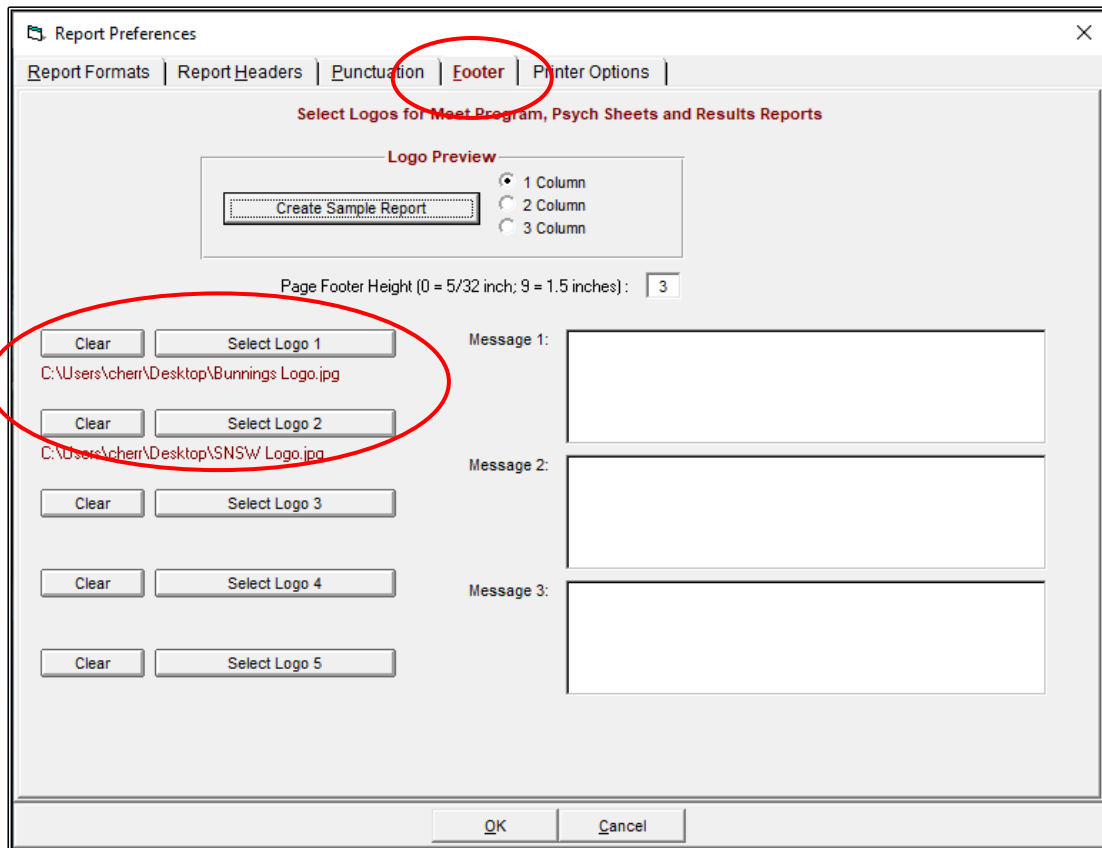 Report Preferences
Report Formats Report Headers Punctuation Footer Printer Options
Select Logos for Meet Program, Psych Sheets and Results Reports
Logo Preview
Create Sample Report
1 Column
2 Column
3 Column
Page Footer Height (0 = 5/32 inch; 9 = 1.5 inches) : 3
Clear Select Logo 1
C:\Users\cherr\Desktop\Bunnings Logo.jpg
Clear Select Logo 2
C:\Users\cherr\Desktop\SNSW Logo.jpg
Clear Select Logo 3
Clear Select Logo 4
Clear Select Logo 5
Message 1:
Message 2:
Message 3:
OK Cancel